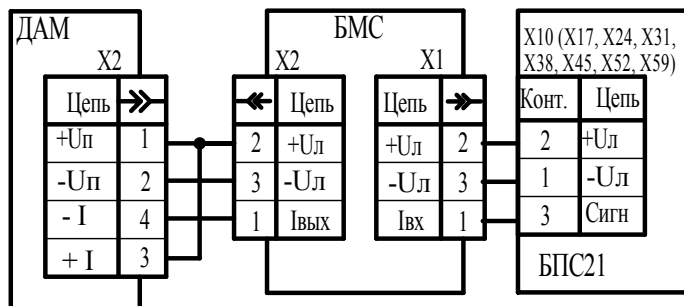 ДАМ
БМС
X10 (X17, X24, X31,
X38, X45, X52, X59)
X2
X2
X1
Цепь
Цепь
Цепь
Конт.
Цепь
+Uп
1
2
+Uл
+Uл
2
2
+Uл
-Uп
2
3
-Uл
-Uл
3
1
-Uл
- I
4
1
Iвых
Iвх
1
3
Сигн
+ I
3
БПС21